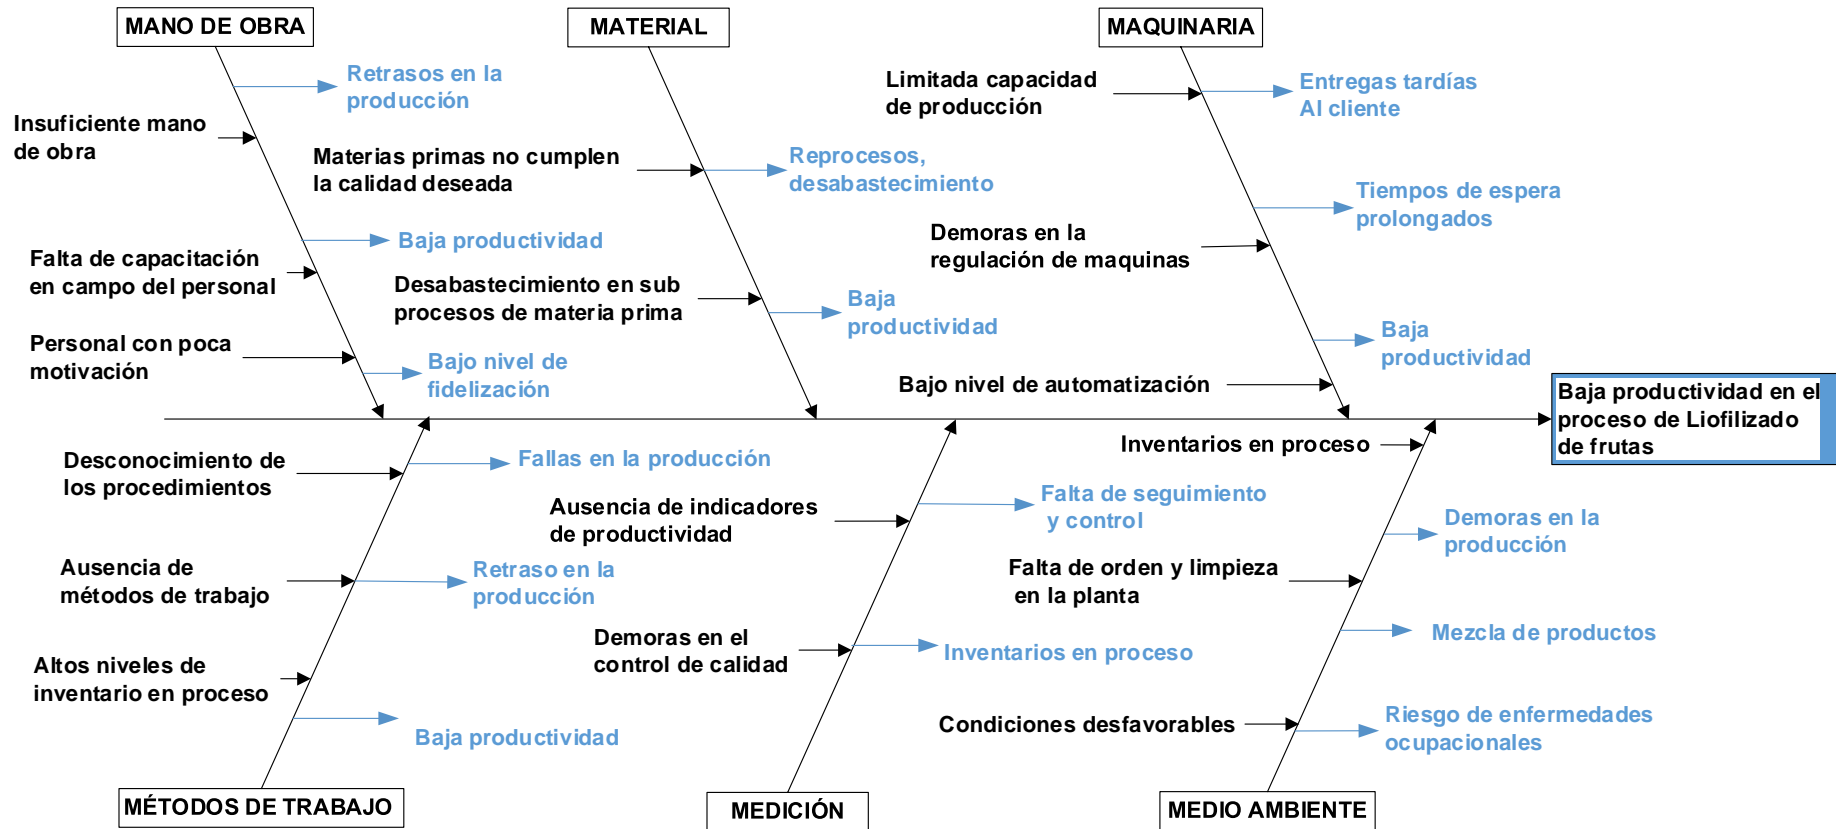 MANO DE OBRA
MATERIAL
MAQUINARIA
Retrasos en la
producción
Insuficiente mano
de obra
Baja productividad
Falta de capacitación
en campo del personal
Personal con poca
motivación
Bajo nivel de
fidelización
Materias primas no cumplen
la calidad deseada
Reprocesos,
desabastecimiento
Desabastecimiento en sub
procesos de materia prima
Baja
productividad
Limitada capacidad
de producción
Entregas tardías
Al cliente
Tiempos de espera
prolongados
Demoras en la
regulación de maquinas
Baja
productividad
Bajo nivel de automatización
Baja productividad en el
proceso de Liofilizado
de frutas
Desconocimiento de
los procedimientos
Fallas en la producción
Ausencia de
métodos de trabajo
Retraso en la
producción
Altos niveles de
inventario en proceso
Baja productividad
Ausencia de indicadores
de productividad
Falta de seguimiento
y control
Demoras en el
control de calidad
Inventarios en proceso
Inventarios en proceso
Demoras en la
producción
Falta de orden y limpieza
en la planta
Mezcla de productos
Condiciones desfavorables
Riesgo de enfermedades
ocupacionales
MÉTODOS DE TRABAJO
MEDICIÓN
MEDIO AMBIENTE